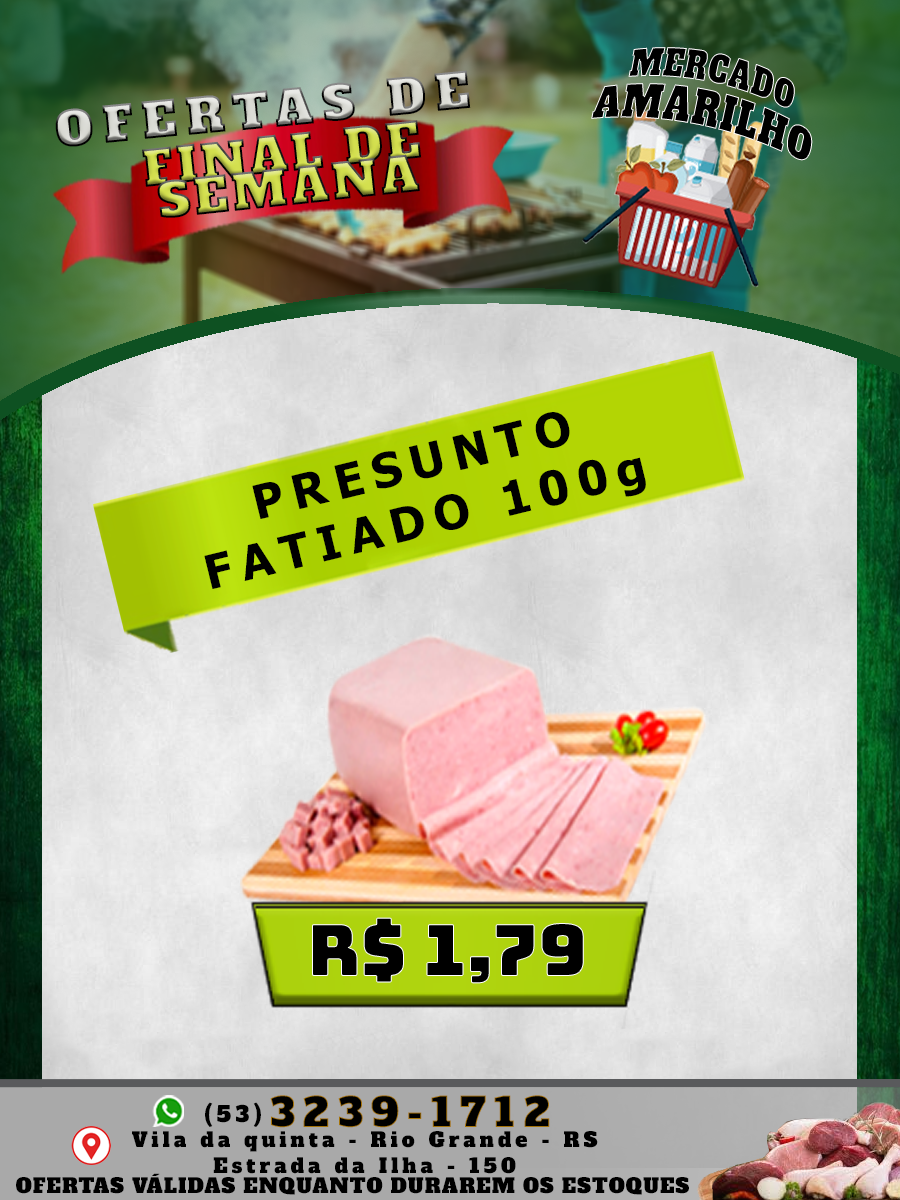 OFERTAS DE
FINAL DE
SEMANA
MERCADO
AMARILHO
PRESUNTO
FATIADO 100g
R$ 1,79
(53) 3239-1712
Vila da quinta - Rio Grande - RS
Estrada da Ilha - 150
OFERTAS VÁLIDAS ENQUANTO DURAREM OS ESTOQUES